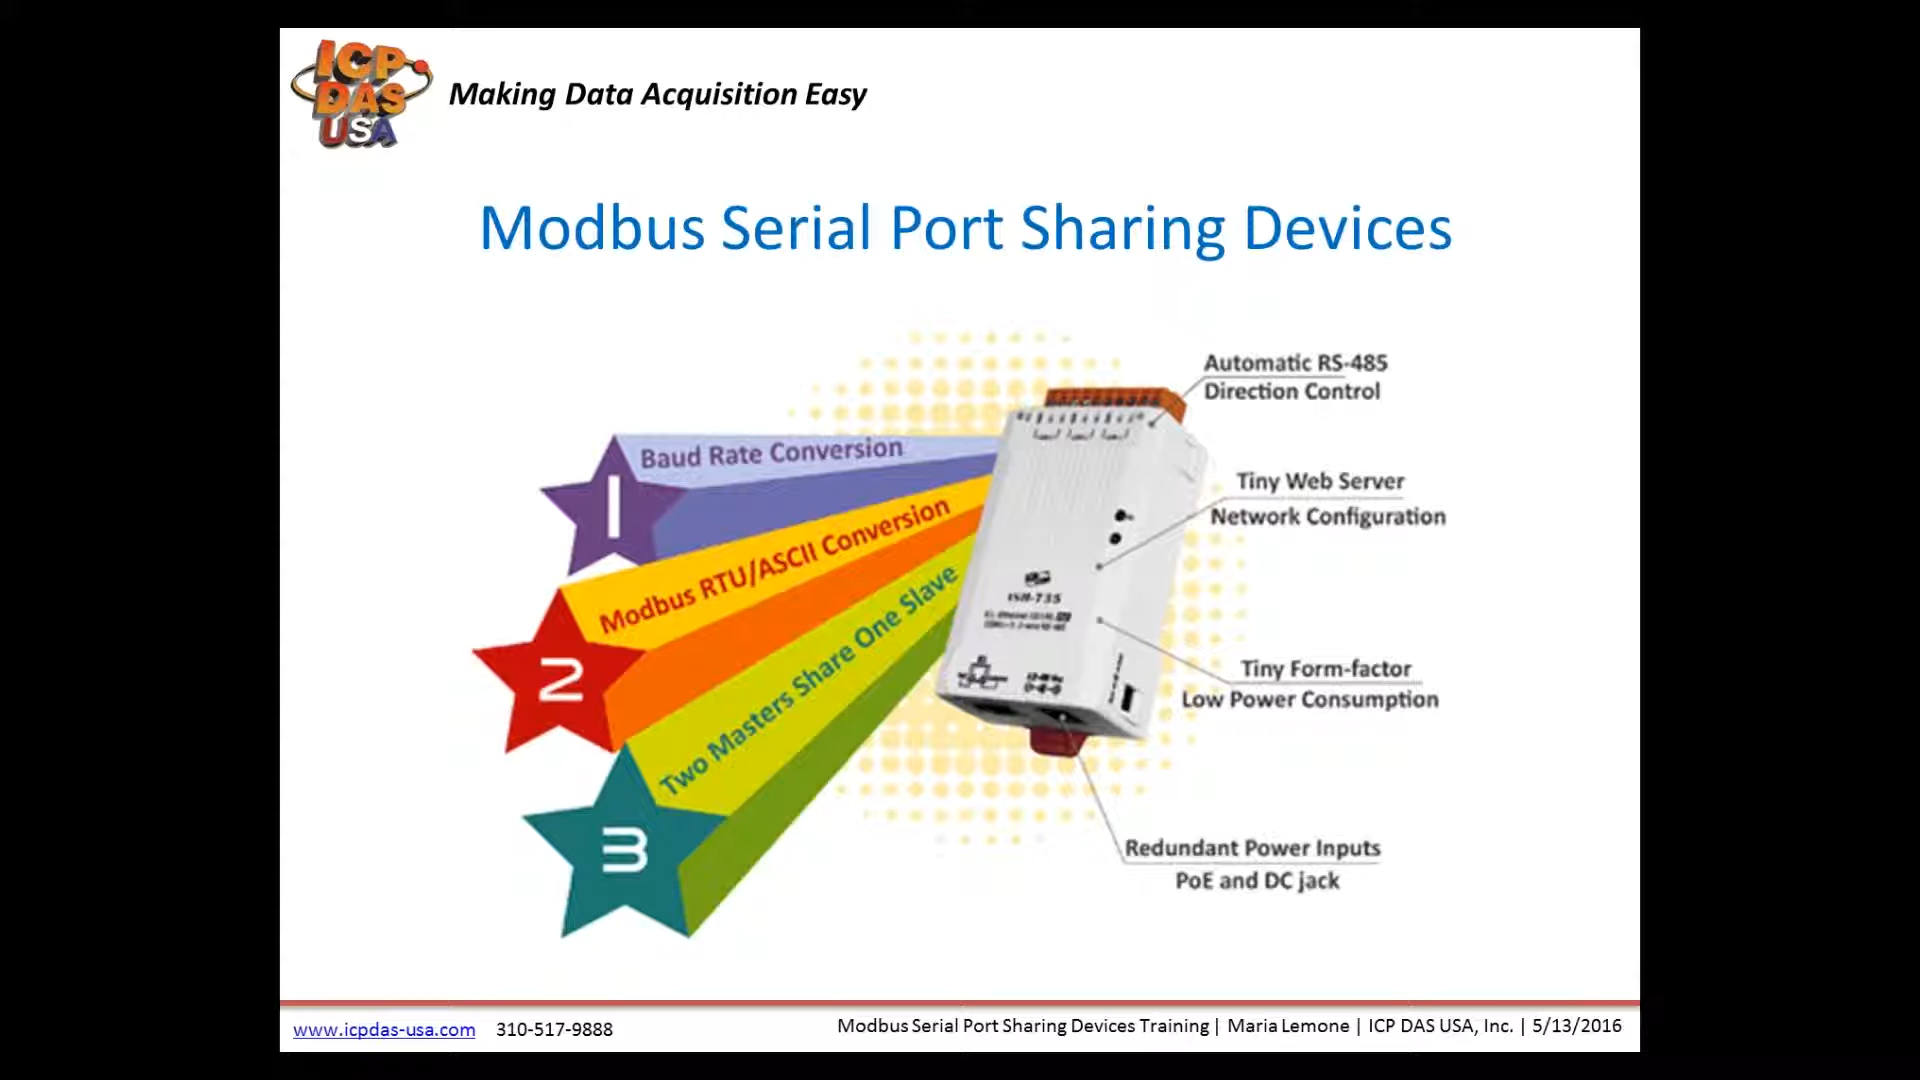 ICP
DAS
USA
Making Data Acquisition Easy
Modbus Serial Port Sharing Devices
1
Baud Rate Conversion
2
Modbus RTU/ASCII Conversion
3
Two Masters Share One Slave
Automatic RS-485
Direction Control
Tiny Web Server
Network Configuration
Tiny Form-factor
Low Power Consumption
Redundant Power Inputs
PoE and DC jack
tSH-735
www.icpdas-usa.com 310-517-9888
Modbus Serial Port Sharing Devices Training | Maria Lemone | ICP DAS USA, Inc. | 5/13/2016